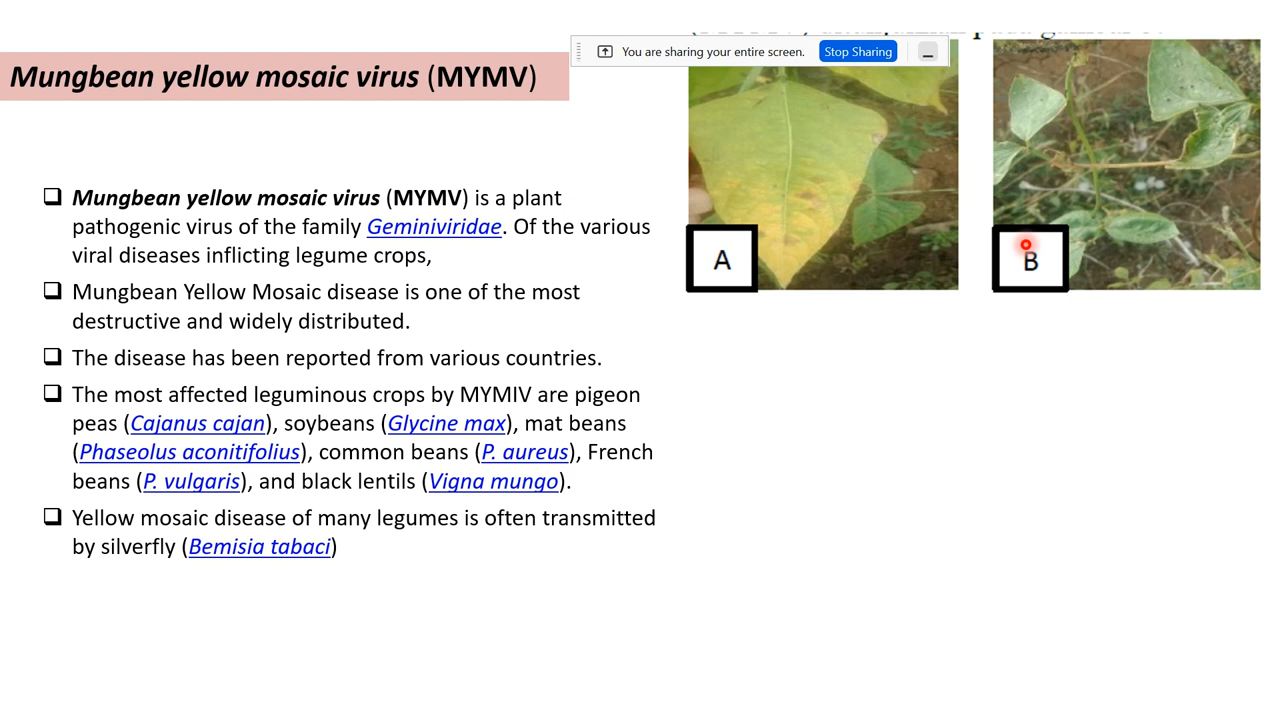 You are sharing your entire screen. Stop Sharing
Mungbean yellow mosaic virus (MYMV)
Mungbean yellow mosaic virus (MYMV) is a plant
pathogenic virus of the family Geminiviridae. Of the various
viral diseases inflicting legume crops,
Mungbean Yellow Mosaic disease is one of the most
destructive and widely distributed.
The disease has been reported from various countries.
The most affected leguminous crops by MYMIV are pigeon
peas (Cajanus cajan), soybeans (Glycine max), mat beans
(Phaseolus aconitifolius), common beans (P. aureus), French
beans (P. vulgaris), and black lentils (Vigna mungo).
Yellow mosaic disease of many legumes is often transmitted
by silverfly (Bemisia tabaci)
A
B